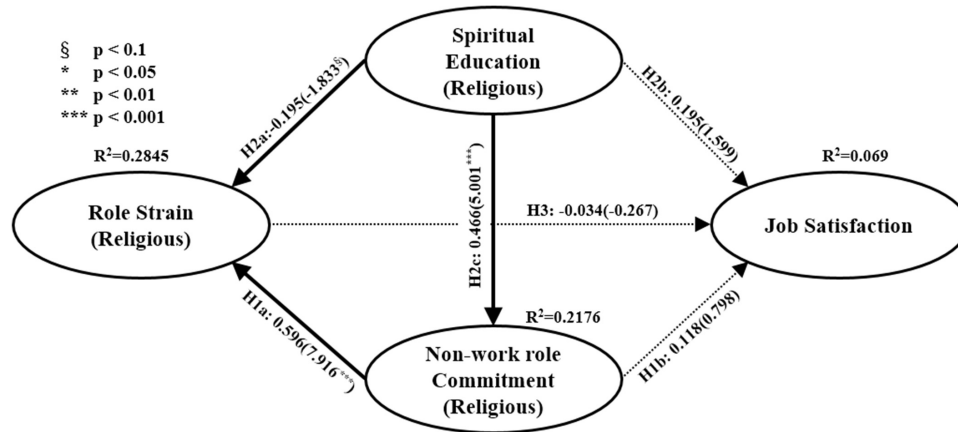 § p < 0.1
* p < 0.05
** p < 0.01
*** p < 0.001
Spiritual
Education
(Religious)
H2a:-0.195(-1.833§)
H2b: 0.195(1.599)
R²=0.2845
R²=0.069
Role Strain
(Religious)
H2c: 0.466(5.001***)
H3: -0.034(-0.267)
Job Satisfaction
H1a: 0.596(7.916***)
R²=0.2176
H1b: 0.118(0.798)
Non-work role
Commitment
(Religious)